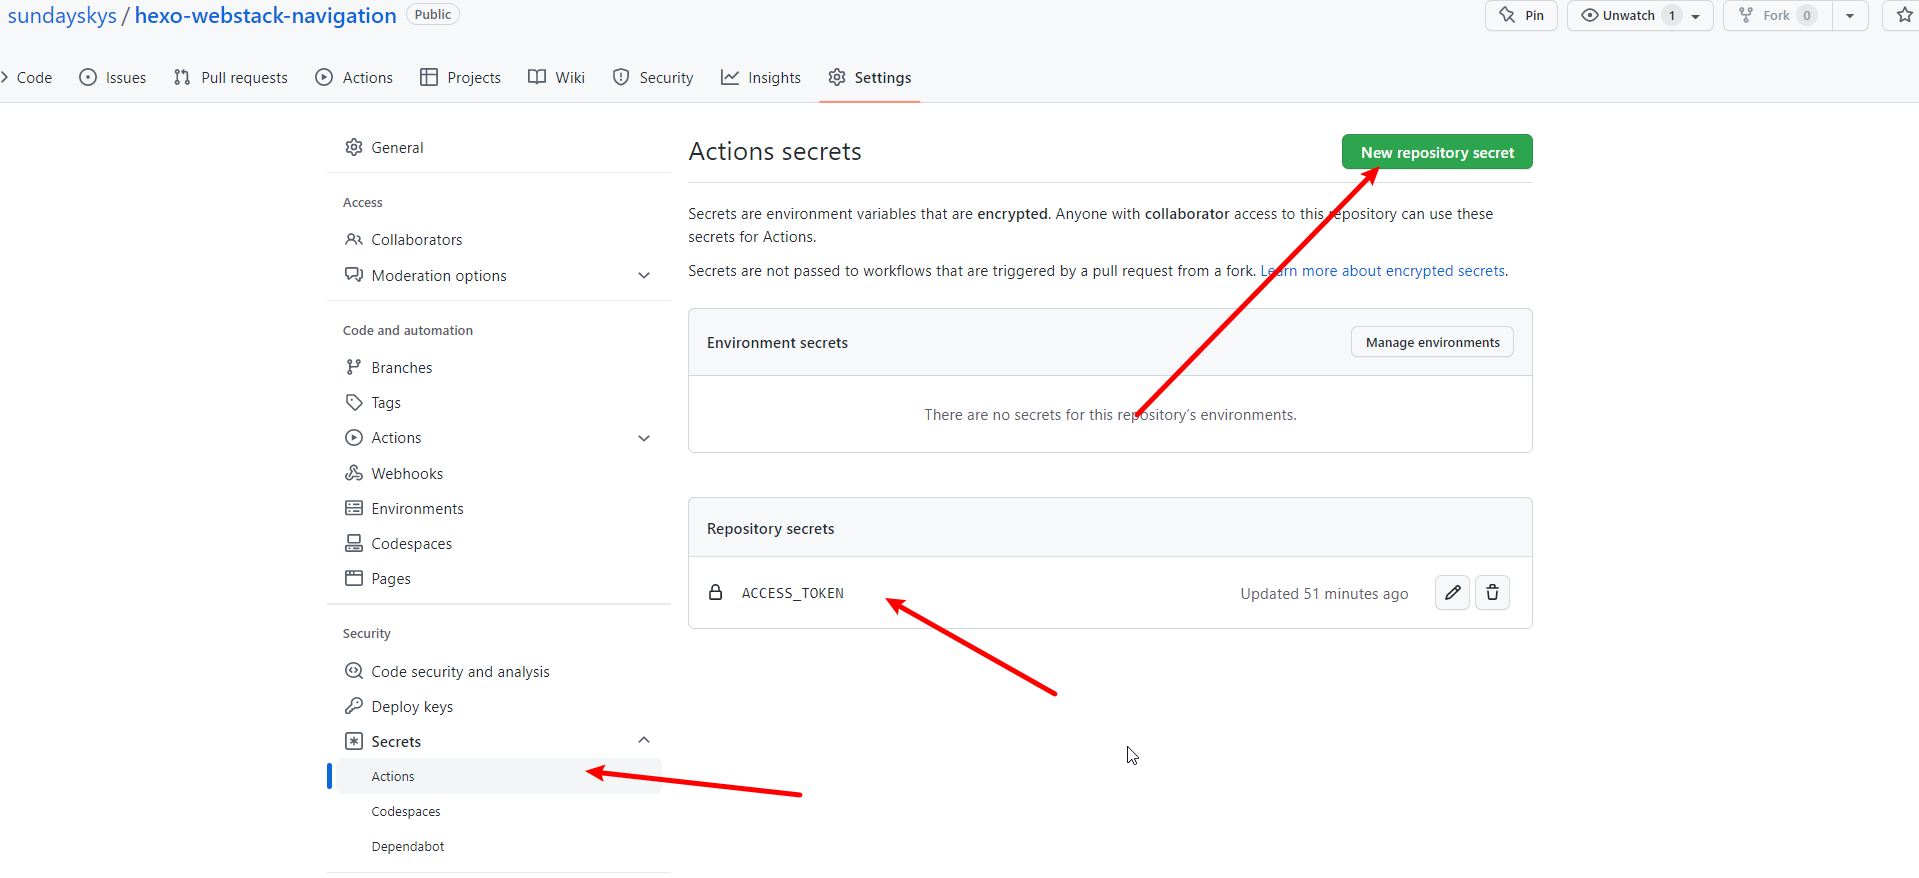 sundayskys / hexo-webstack-navigation Public
Pin
Unwatch 1
Fork 0
Code
Issues
Pull requests
Actions
Projects
Wiki
Security
Insights
Settings
General
Access
Collaborators
Moderation options
Code and automation
Branches
Tags
Actions
Webhooks
Environments
Codespaces
Pages
Security
Code security and analysis
Deploy keys
Secrets
Actions
Codespaces
Dependabot
Actions secrets
New repository secret
Secrets are environment variables that are encrypted. Anyone with collaborator access to this repository can use these
secrets for Actions.
Secrets are not passed to workflows that are triggered by a pull request from a fork. Learn more about encrypted secrets.
Environment secrets
Manage environments
There are no secrets for this repository's environments.
Repository secrets
ACCESS_TOKEN
Updated 51 minutes ago